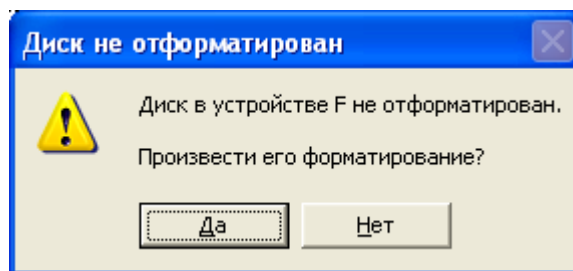 Диск не отформатирован
Диск в устройстве F не отформатирован.
Произвести его форматирование?
Да
Нет